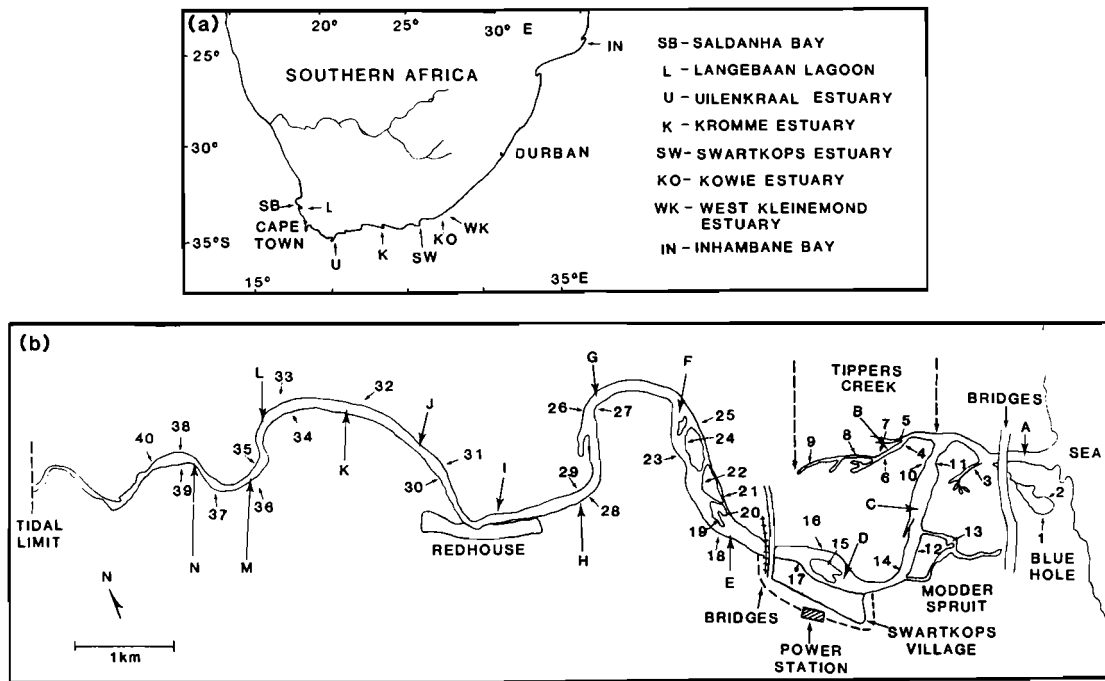 (a)
20° 25° 30° E
25°
IN
SOUTHERN AFRICA
30°
DURBAN
SB
L
CAPE
TOWN
WK
KO
35°S
U
K
SW
15°
35°E
SB - SALDANHA BAY
L - LANGEBAAN LAGOON
U - UILENKRAAL ESTUARY
K - KROMME ESTUARY
SW - SWARTKOPS ESTUARY
KO - KOWIE ESTUARY
WK - WEST KLEINEMOND
ESTUARY
IN - INHAMBANE BAY
(b)
TIDAL
LIMIT
40
38
39
37
N
M
36
35
L
33
34
32
K
J
31
30
I
REDHOUSE
29
28
H
26
27
G
F
25
24
23
22
21
20
19
18
E
BRIDGES
17
16
15
D
POWER
STATION
SWARTKOPS
VILLAGE
14
12
13
MODDER
SPRUIT
C
10
11
TIPPERS
CREEK
B
5
7
8
9
6
4
3
BRIDGES
A
SEA
2
1
BLUE
HOLE
N
1km